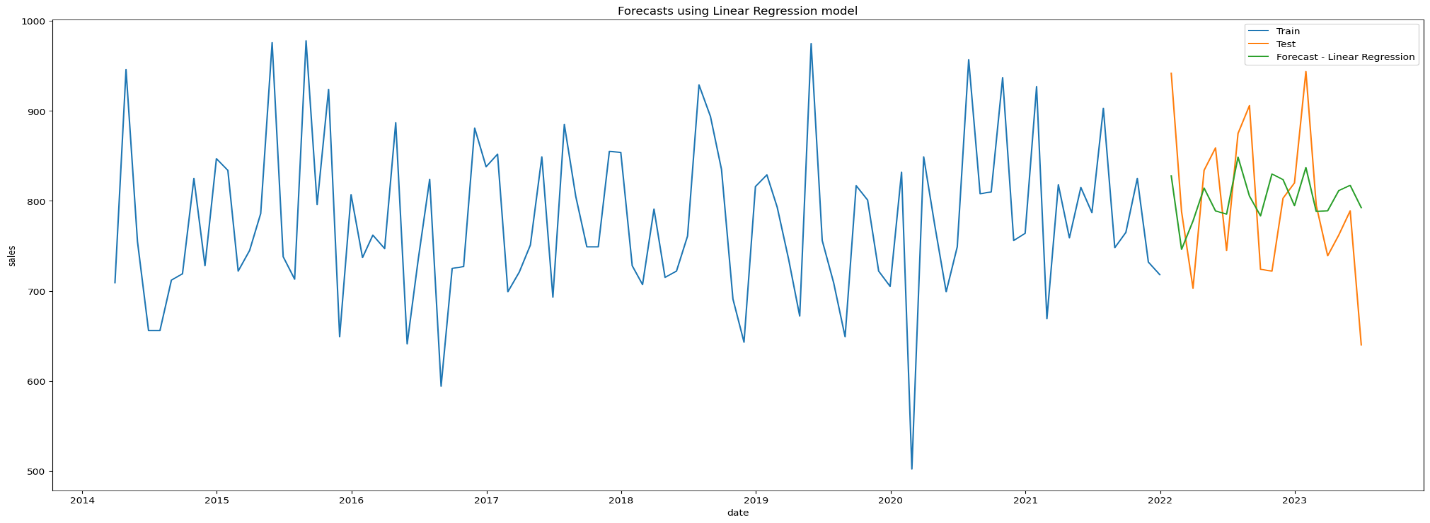 Forecasts using Linear Regression model
Train
Test
Forecast - Linear Regression
1000
900
800
700
600
500
sales
2014 2015 2016 2017 2018 2019 2020 2021 2022 2023
date